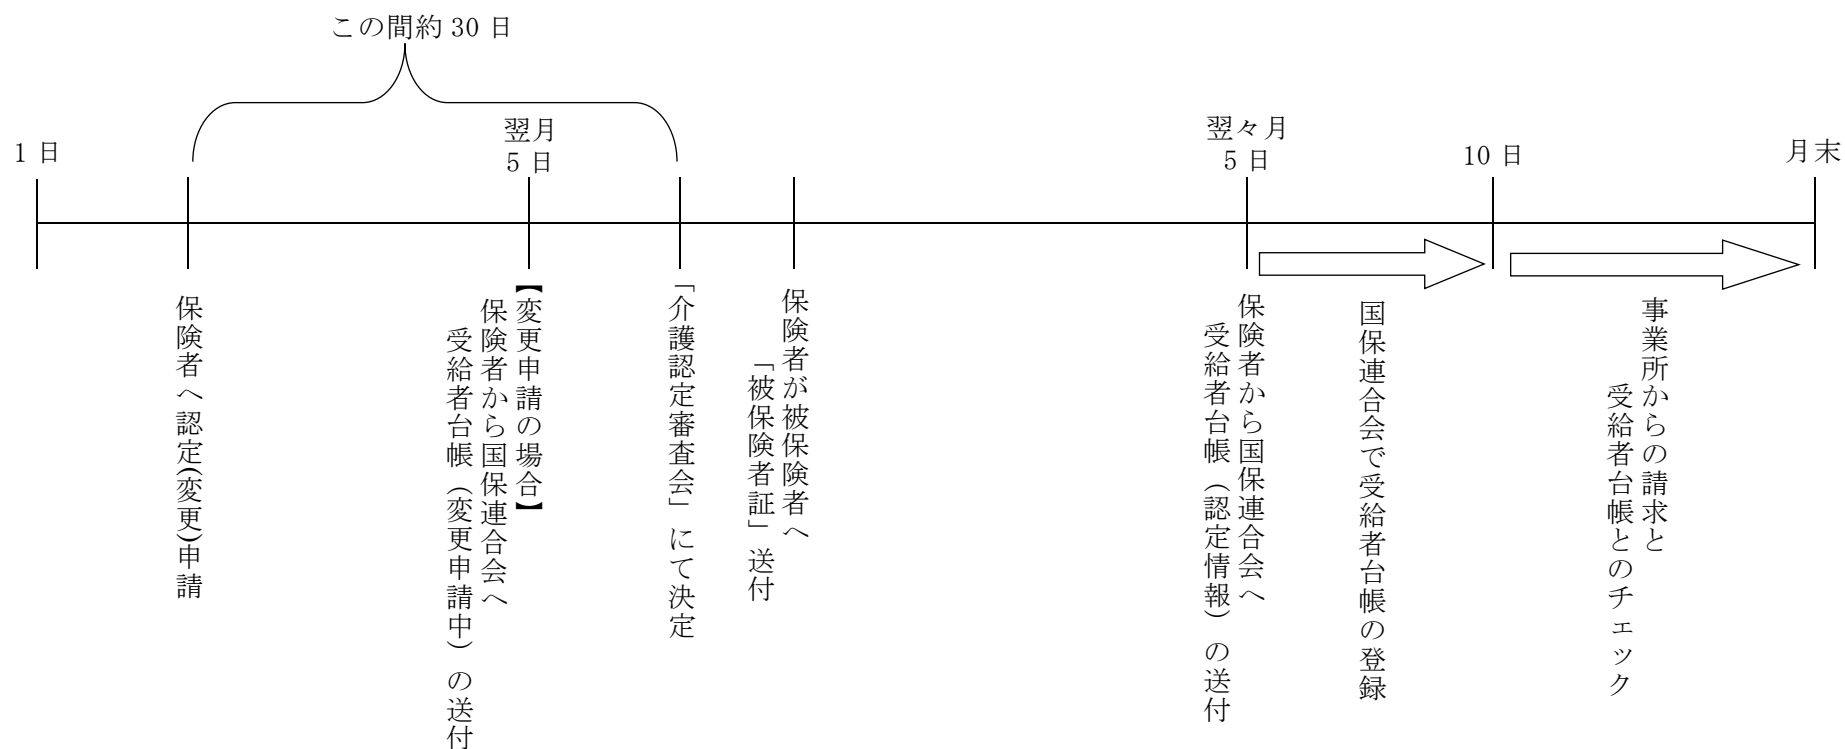 この間約 30 日
1 日
翌月
5 日
翌々月
5 日
10 日
月末
保険者へ認定(変更)申請
【変更申請の場合】
保険者から国保連合会へ
受給者台帳（変更申請中）の送付
「介護認定審査会」にて決定
保険者が被保険者へ
「被保険者証」送付
保険者から国保連合会へ
受給者台帳（認定情報）の送付
国保連合会で受給者台帳の登録
事業所からの請求と
受給者台帳とのチェック